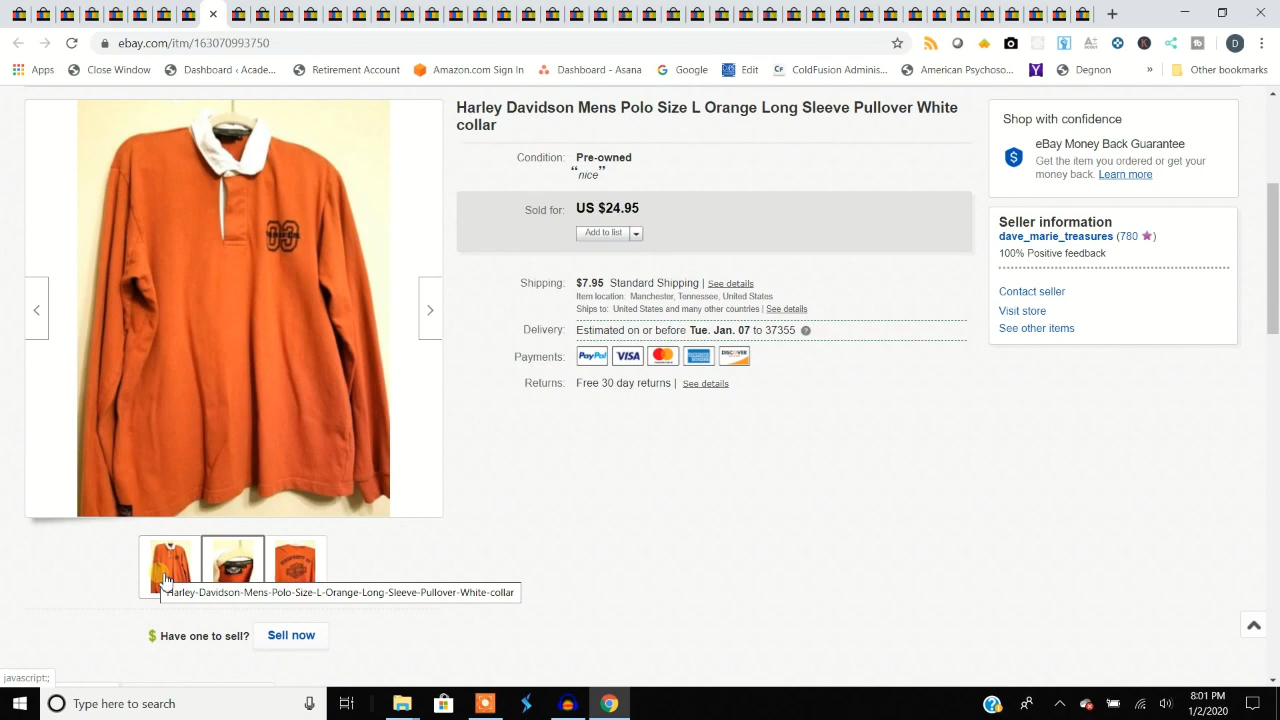 ebay.com/itm/163070993750
Apps Close Window Dashboard ‹ Acade... Retirement Account Amazon.com Sign In Dashboard - Asana Google Edit ColdFusion Adminis... American Psychoso... Degnon » Other bookmarks
Harley Davidson Mens Polo Size L Orange Long Sleeve Pullover White
collar
Condition: Pre-owned
“nice”
Sold for: US $24.95
Add to list
Shipping: $7.95 Standard Shipping | See details
Item location: Manchester, Tennessee, United States
Ships to: United States and many other countries | See details
Delivery: Estimated on or before Tue. Jan. 07 to 37355
Payments: PayPal VISA MasterCard AMERICAN EXPRESS DISCOVER
Returns: Free 30 day returns | See details
Shop with confidence
eBay Money Back Guarantee
Get the item you ordered or get your
money back. Learn more
Seller information
dave_marie_treasures (780 ★)
100% Positive feedback
Contact seller
Visit store
See other items
03
Harley-Davidson-Mens-Polo-Size-L-Orange-Long-Sleeve-Pullover-White-collar
$ Have one to sell? Sell now
javascript:;
Type here to search
8:01 PM
1/2/2020